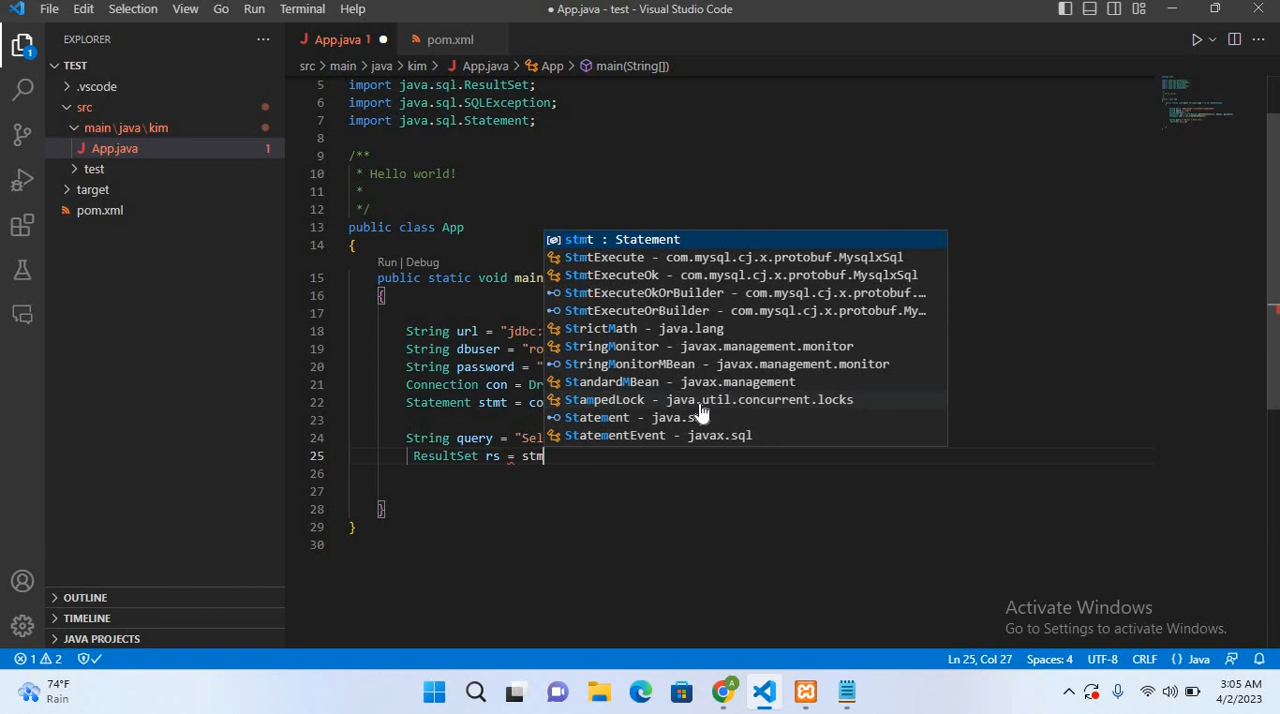 File Edit Selection View Go Run Terminal Help
● App.java - test - Visual Studio Code
EXPLORER
TEST
.vscode
src
main\java\kim
App.java 1
test
target
pom.xml
OUTLINE
TIMELINE
JAVA PROJECTS
App.java 1 ●
pom.xml
src > main > java > kim > App.java > App > main(String[])
5 import java.sql.ResultSet;
6 import java.sql.SQLException;
7 import java.sql.Statement;
8
9 /**
10 * Hello world!
11 *
12 */
13 public class App
14 {
Run | Debug
15 public static void main
16 {
17
18 String url = "jdbc:
19 String dbuser = "ro
20 String password = "
21 Connection con = Dr
22 Statement stmt = co
23
24 String query = "Sel
25 ResultSet rs = stm
26
27
28 }
29 }
30
stmt : Statement
StmtExecute - com.mysql.cj.x.protobuf.MysqlxSql
StmtExecuteOk - com.mysql.cj.x.protobuf.MysqlxSql
StmtExecuteOkOrBuilder - com.mysql.cj.x.protobuf.…
StmtExecuteOrBuilder - com.mysql.cj.x.protobuf.My…
StrictMath - java.lang
StringMonitor - javax.management.monitor
StringMonitorMBean - javax.management.monitor
StandardMBean - javax.management
StampedLock - java.util.concurrent.locks
Statement - java.s
StatementEvent - javax.sql
Activate Windows
Go to Settings to activate Windows.
1 2
Ln 25, Col 27 Spaces: 4 UTF-8 CRLF {} Java
74°F
Rain
3:05 AM
4/2/2023